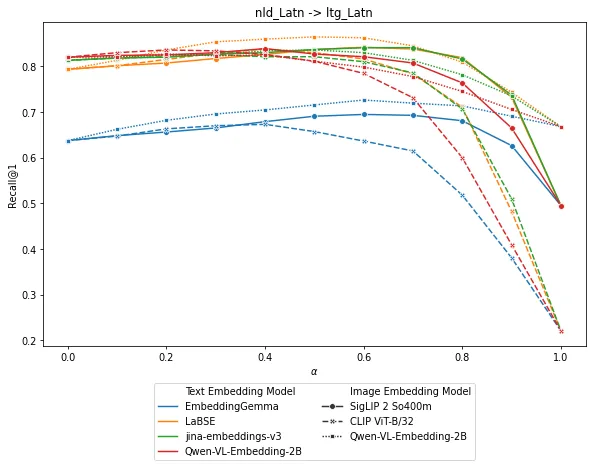 nld_Latn -> ltg_Latn
Recall@1
0.8
0.7
0.6
0.5
0.4
0.3
0.2
0.0 0.2 0.4 0.6 0.8 1.0
α
Text Embedding Model Image Embedding Model
EmbeddingGemma SigLIP 2 So400m
LaBSE CLIP ViT-B/32
jina-embeddings-v3 Qwen-VL-Embedding-2B
Qwen-VL-Embedding-2B